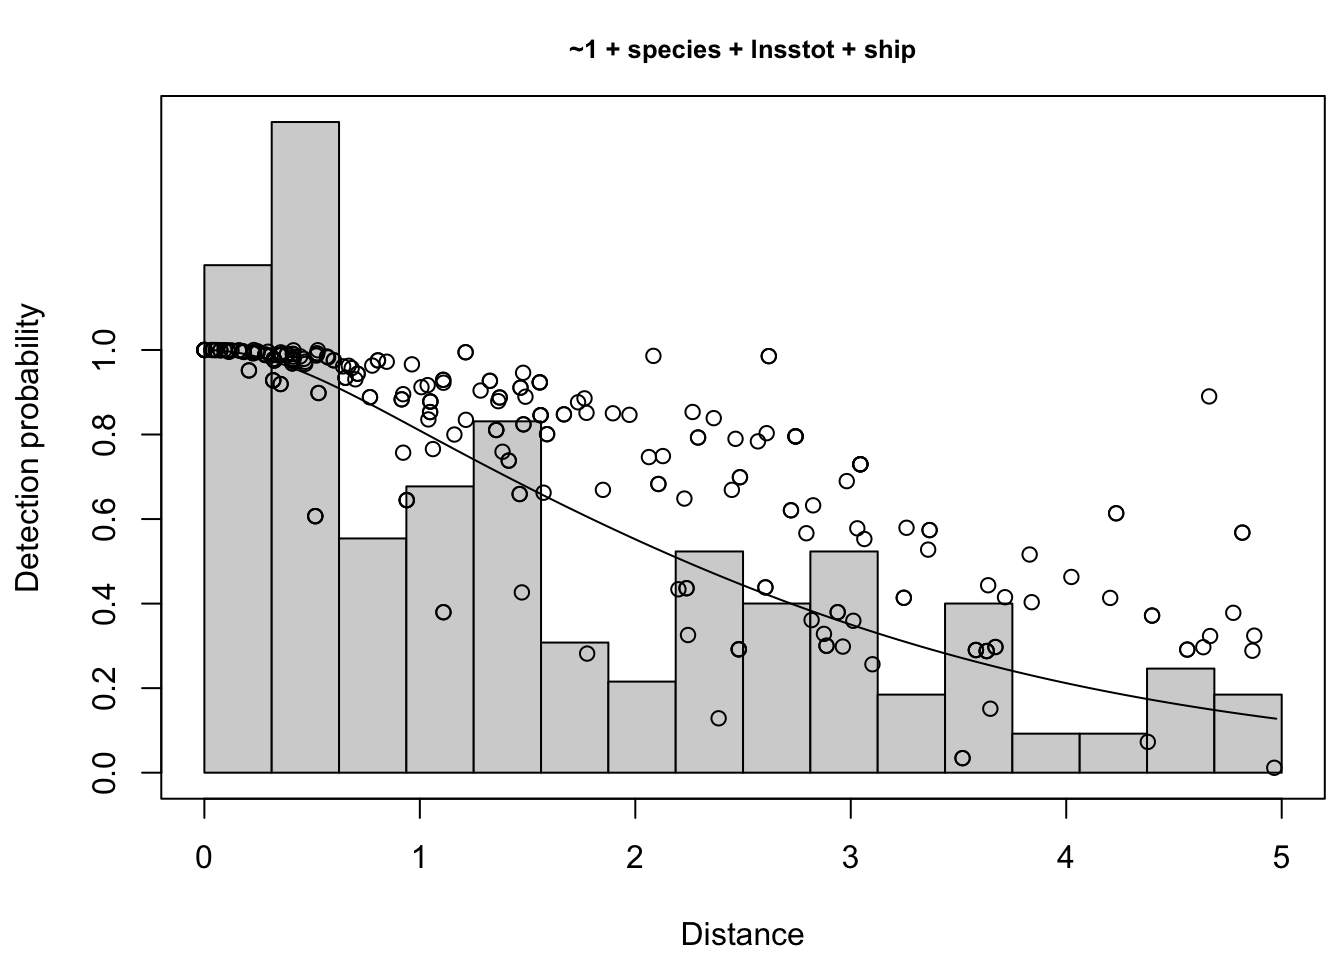 ~1 + species + lnsstot + ship
Detection probability
1.0
0.8
0.6
0.4
0.2
0.0
0 1 2 3 4 5
Distance